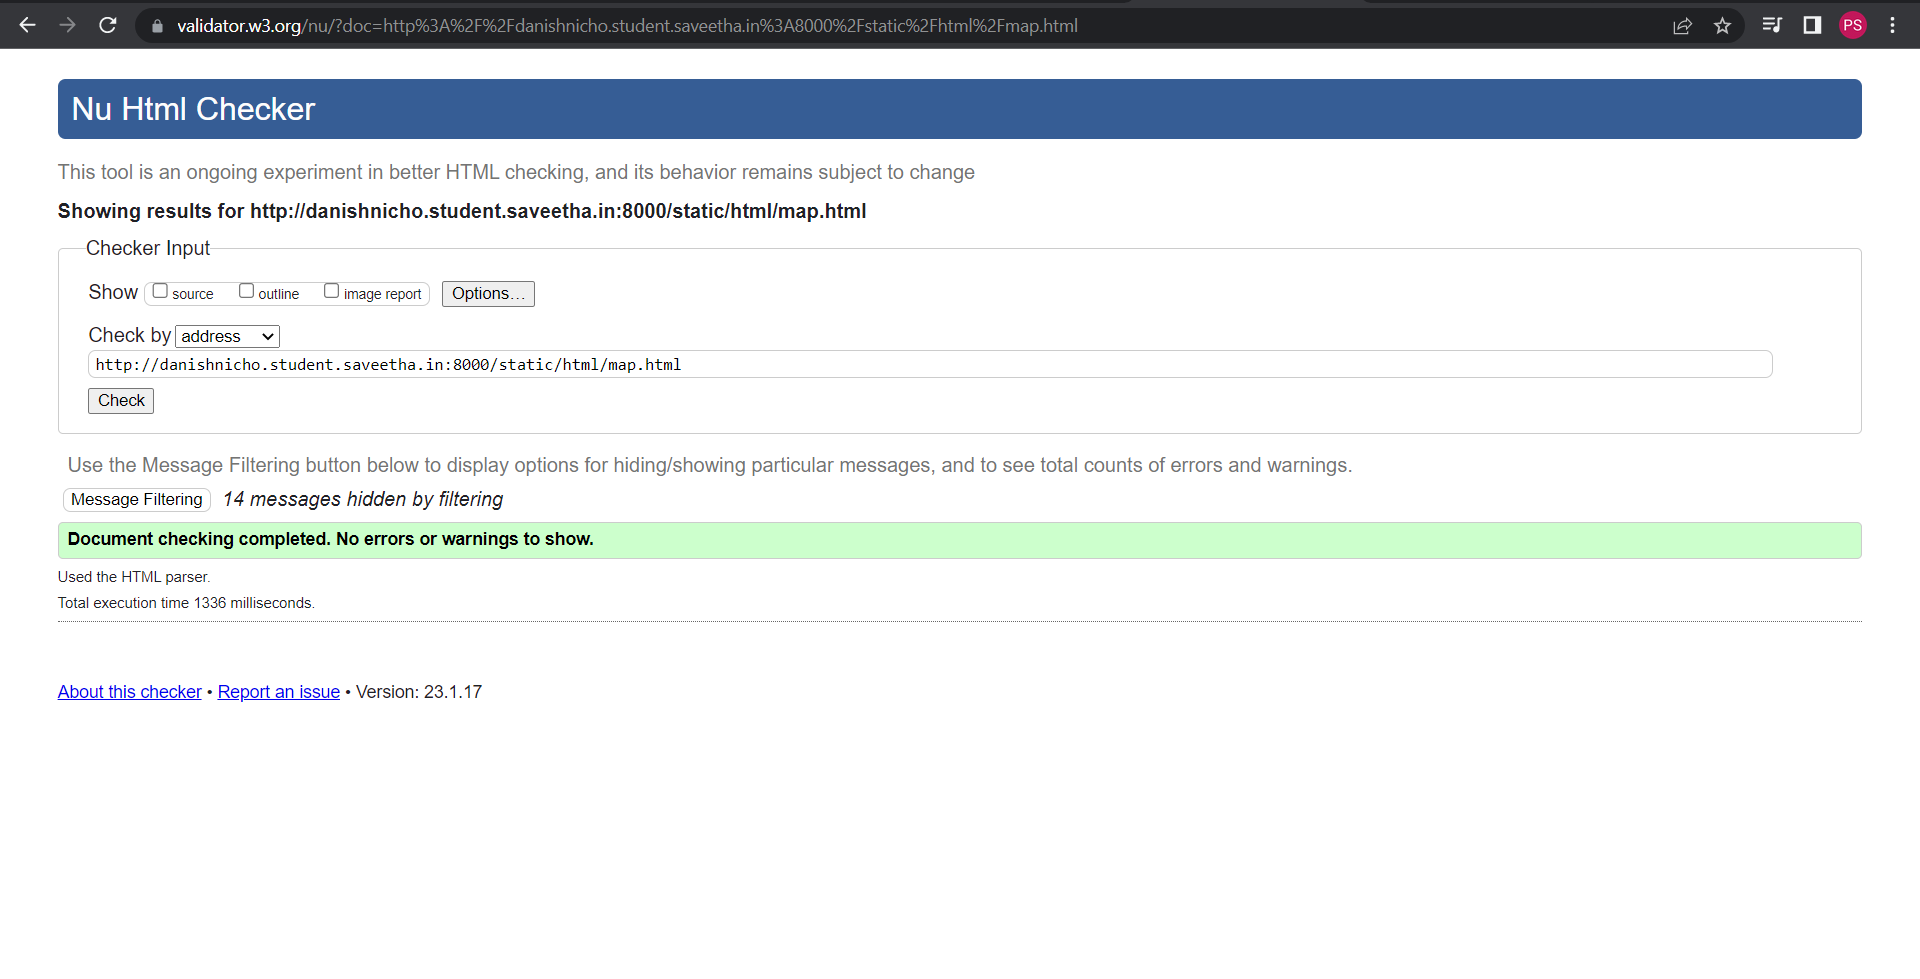 validator.w3.org/nu/?doc=http%3A%2F%2Fdanishnicho.student.saveetha.in%3A8000%2Fstatic%2Fhtml%2Fmap.html
PS
Nu Html Checker
This tool is an ongoing experiment in better HTML checking, and its behavior remains subject to change
Showing results for http://danishnicho.student.saveetha.in:8000/static/html/map.html
Checker Input
Show source outline image report Options…
Check by address
http://danishnicho.student.saveetha.in:8000/static/html/map.html
Check
Use the Message Filtering button below to display options for hiding/showing particular messages, and to see total counts of errors and warnings.
Message Filtering 14 messages hidden by filtering
Document checking completed. No errors or warnings to show.
Used the HTML parser.
Total execution time 1336 milliseconds.
About this checker • Report an issue • Version: 23.1.17